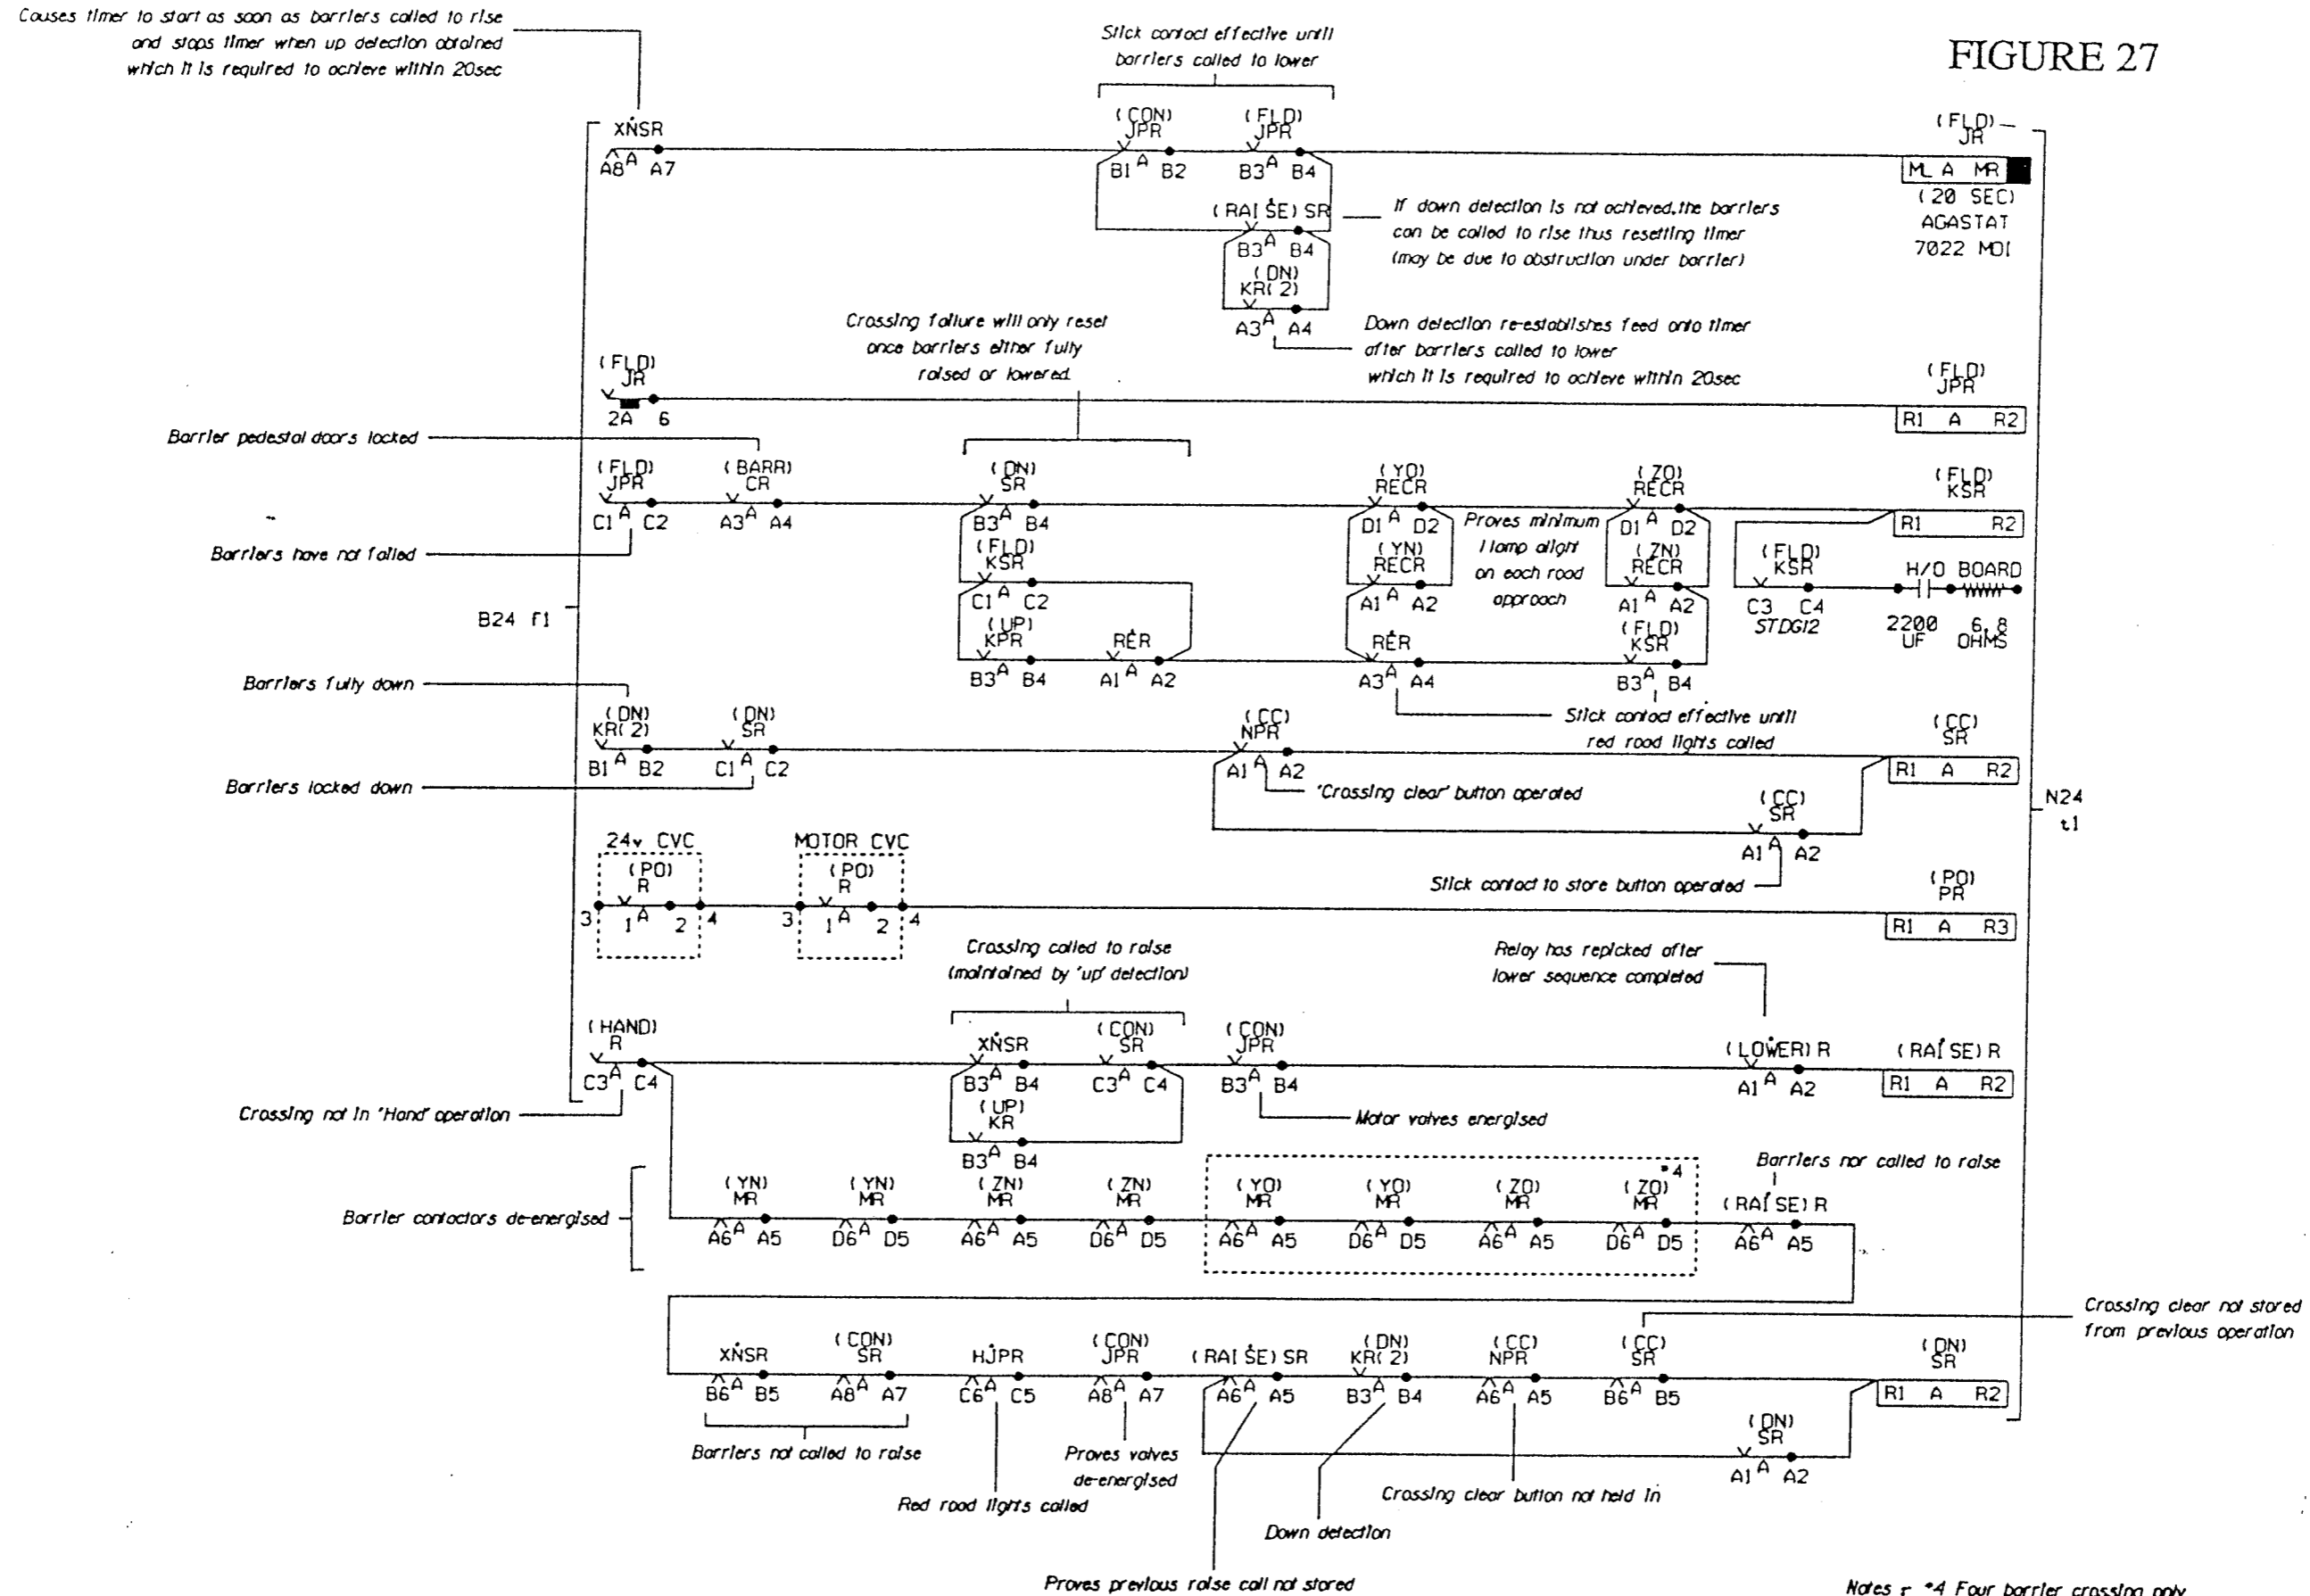 Causes timer to start as soon as barriers called to rise
and stops timer when up detection obtained
which it is required to achieve within 20sec
Stick contact effective until
barriers called to lower
FIGURE 27
XNSR
A8 A A7
(CON)
JPR
B1 A B2
(FLD)
JPR
B3 A B4
(FLD)
JR
ML A MR
(20 SEC)
AGASTAT
7022 MOI
(RAISE) SR
B3 A B4
If down detection is not achieved, the barriers
can be called to rise thus resetting timer
(may be due to obstruction under barrier)
(DN)
KR(2)
A3 A A4
Down detection re-establishes feed onto timer
after barriers called to lower
which it is required to achieve within 20sec
Crossing failure will only reset
once barriers either fully
raised or lowered
(FLD)
JR
2A 6
(FLD)
JPR
R1 A R2
Barrier pedestal doors locked
(FLD)
JPR
C1 A C2
(BARR)
CR
A3 A A4
(DN)
SR
B3 A B4
(YO)
RECR
D1 A D2
(ZO)
RECR
D1 A D2
(FLD)
KSR
R1 R2
Barriers have not failed
(FLD)
KSR
C1 A C2
(YN)
RECR
A1 A A2
Proves minimum
1 lamp alight
on each road
approach
(ZN)
RECR
A1 A A2
(FLD)
KSR
C3 C4
STDG12
H/O BOARD
2200
UF
6.8
OHMS
B24 f1
(UP)
KPR
B3 A B4
RER
A1 A A2
RER
A3 A A4
(FLD)
KSR
B3 A B4
Stick contact effective until
red road lights called
Barriers fully down
(DN)
KR(2)
B1 A B2
(DN)
SR
C1 A C2
(CC)
NPR
A1 A A2
(CC)
SR
R1 A R2
Barriers locked down
'Crossing clear' button operated
(CC)
SR
A1 A A2
N24
t1
Stick contact to store button operated
24v CVC
(PO)
R
3 1 A 2 4
MOTOR CVC
(PO)
R
3 1 A 2 4
(PO)
PR
R1 A R3
Crossing called to raise
(maintained by 'up' detection)
Relay has repicked after
lower sequence completed
(HAND)
R
C3 A C4
XNSR
B3 A B4
(CON)
SR
C3 A C4
(CON)
JPR
B3 A B4
(LOWER) R
A1 A A2
(RAISE) R
R1 A R2
Crossing not in 'Hand' operation
(UP)
KR
B3 A B4
Motor valves energised
Barriers nor called to raise
Barrier contactors de-energised
(YN)
MR
A6 A A5
(YN)
MR
D6 A D5
(ZN)
MR
A6 A A5
(ZN)
MR
D6 A D5
*4
(YO)
MR
A6 A A5
(YO)
MR
D6 A D5
(ZO)
MR
A6 A A5
(ZO)
MR
D6 A D5
(RAISE) R
A6 A A5
Crossing clear not stored
from previous operation
XNSR
B6 A B5
(CON)
SR
A8 A A7
HJPR
C6 A C5
(CON)
JPR
A8 A A7
(RAISE) SR
A6 A A5
(DN)
KR(2)
B3 A B4
(CC)
NPR
A6 A A5
(CC)
SR
B6 A B5
(DN)
SR
R1 A R2
(DN)
SR
A1 A A2
Barriers not called to raise
Proves valves
de-energised
Red road lights called
Crossing clear button not held in
Down detection
Proves previous raise call not stored
Notes :- *4 Four barrier crossing only